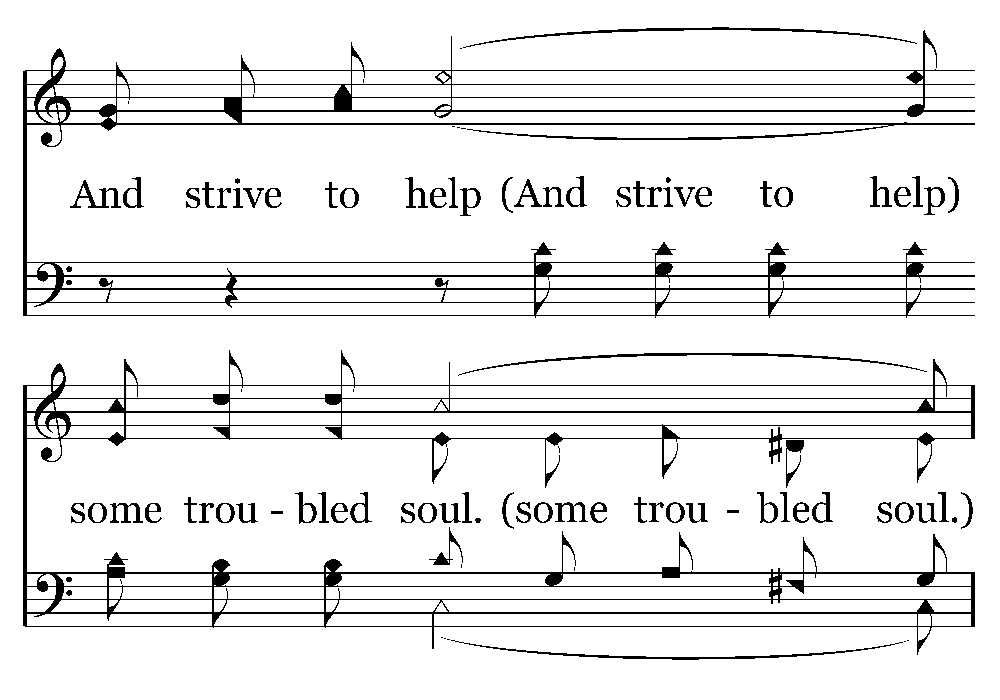 And strive to help (And strive to help)
some trou - bled soul. (some trou - bled soul.)